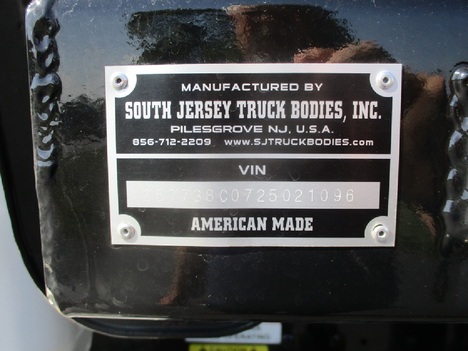 MANUFACTURED BY
SOUTH JERSEY TRUCK BODIES, INC.
PILESGROVE NJ, U.S.A.
856-712-2209 WWW.SJTRUCKBODIES.COM
VIN
AMERICAN MADE